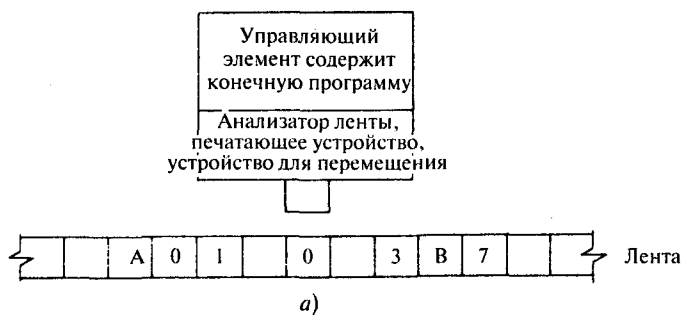 Управляющий
элемент содержит
конечную программу
Анализатор ленты,
печатающее устройство,
устройство для перемещения
A 0 1 0 3 B 7 Лента
а)